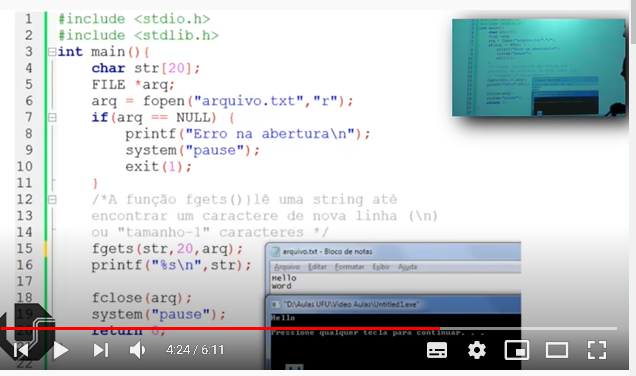 1 #include <stdio.h>
2 #include <stdlib.h>
3 int main(){
4 char str[20];
5 FILE *arq;
6 arq = fopen("arquivo.txt","r");
7 if(arq == NULL) {
8 printf("Erro na abertura\n");
9 system("pause");
10 exit(1);
11 }
12 /*A função fgets()lê uma string até
13 encontrar um caractere de nova linha (\n)
14 ou "tamanho-1" caracteres */
15 fgets(str,20,arq);
16 printf("%s\n",str);
17
18 fclose(arq);
19 system("pause");
return 0;
22
arquivo.txt - Bloco de notas
Arquivo Editar Formatar Exibir Ajuda
Hello
Word
"D:\Aulas UFU\Video Aulas\Untitled1.exe"
Hello
Pressione qualquer tecla para continuar. . .
4:24 / 6:11